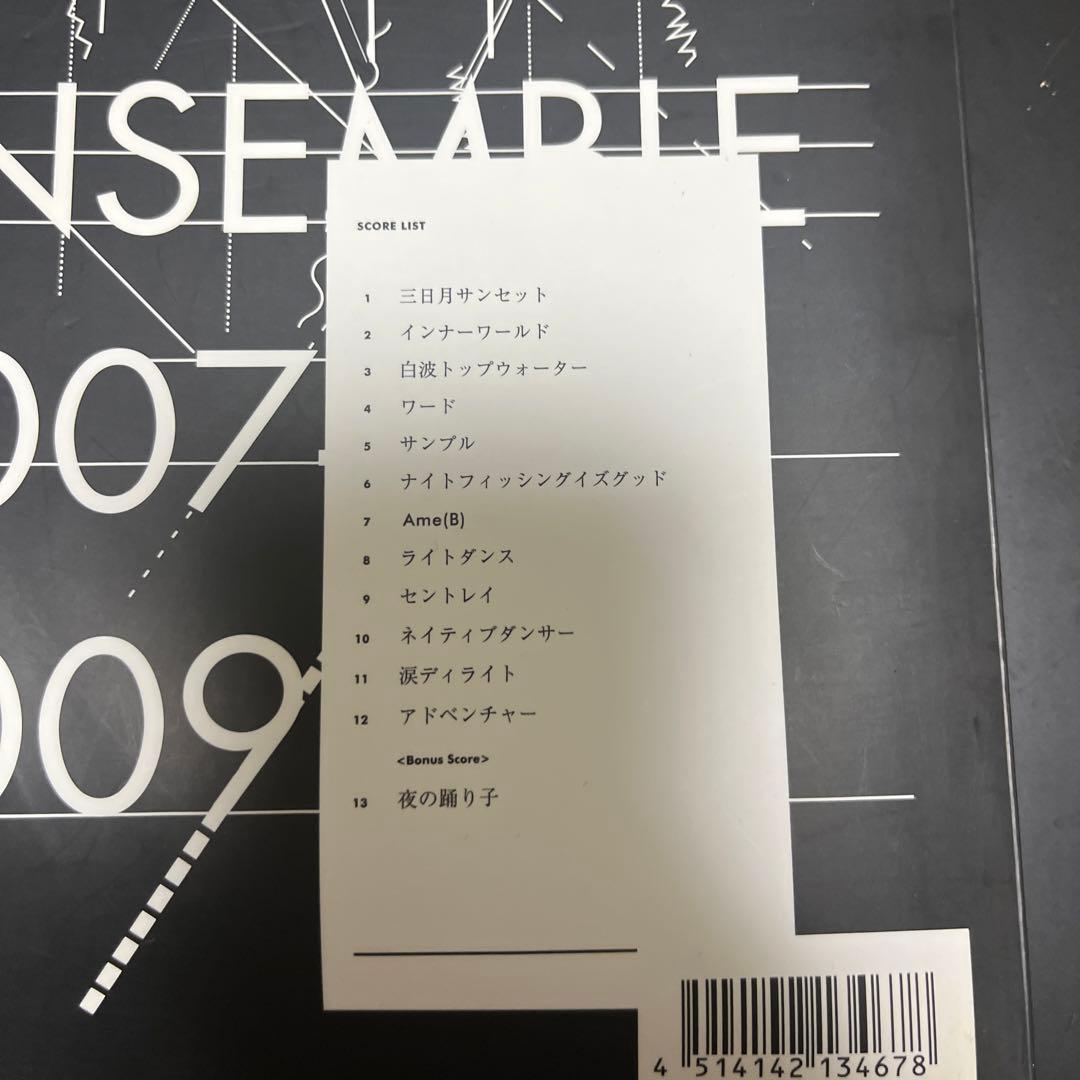 ENSEMBLE
SCORE LIST
1 三日月サンセット
2 インナーワールド
3 白波トップウォーター
4 ワード
5 サンプル
6 ナイトフィッシングイズグッド
7 Ame(B)
8 ライトダンス
9 セントレイ
10 ネイティブダンサー
11 涙ディライト
12 アドベンチャー
<Bonus Score>
13 夜の踊り子
007
009
4 514142 134678